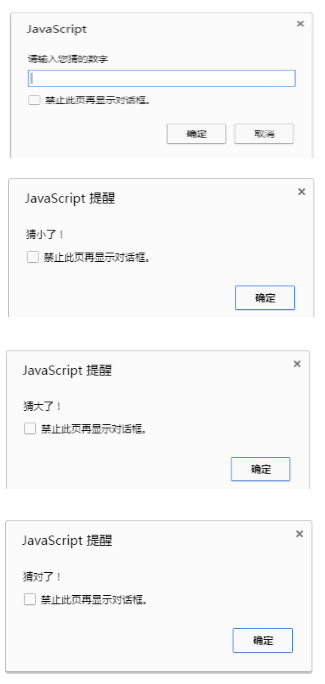 JavaScript
请输入您猜的数字
禁止此页再显示对话框。
确定 取消
JavaScript 提醒
猜小了！
禁止此页再显示对话框。
确定
JavaScript 提醒
猜大了！
禁止此页再显示对话框。
确定
JavaScript 提醒
猜对了！
禁止此页再显示对话框。
确定